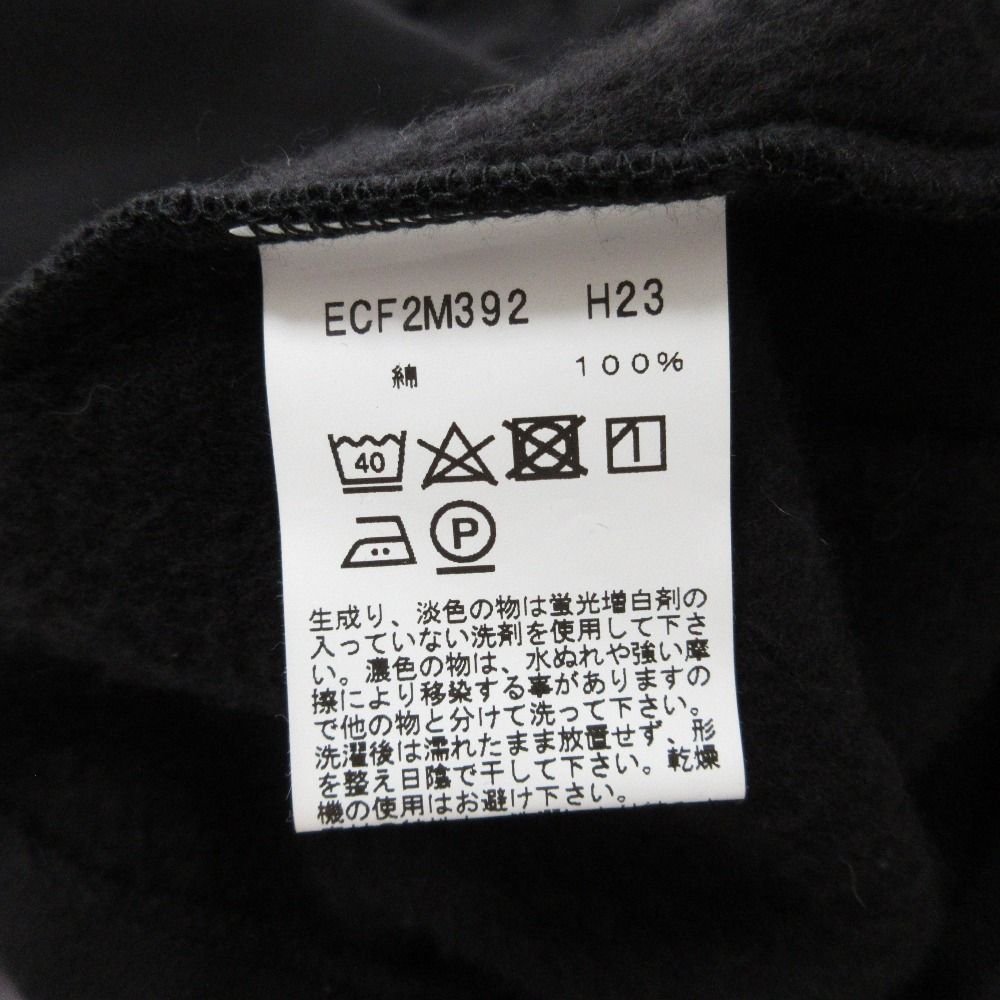 ECF2M392 H23
綿 100%
40
P
生成り、淡色の物は蛍光増白剤の
入っていない洗剤を使用して下さ
い。濃色の物は、水ぬれや強い摩
擦により移染する事がありますの
で他の物と分けて洗って下さい。
洗濯後は濡れたまま放置せず、形
を整え日陰で干して下さい。乾燥
機の使用はお避け下さい。